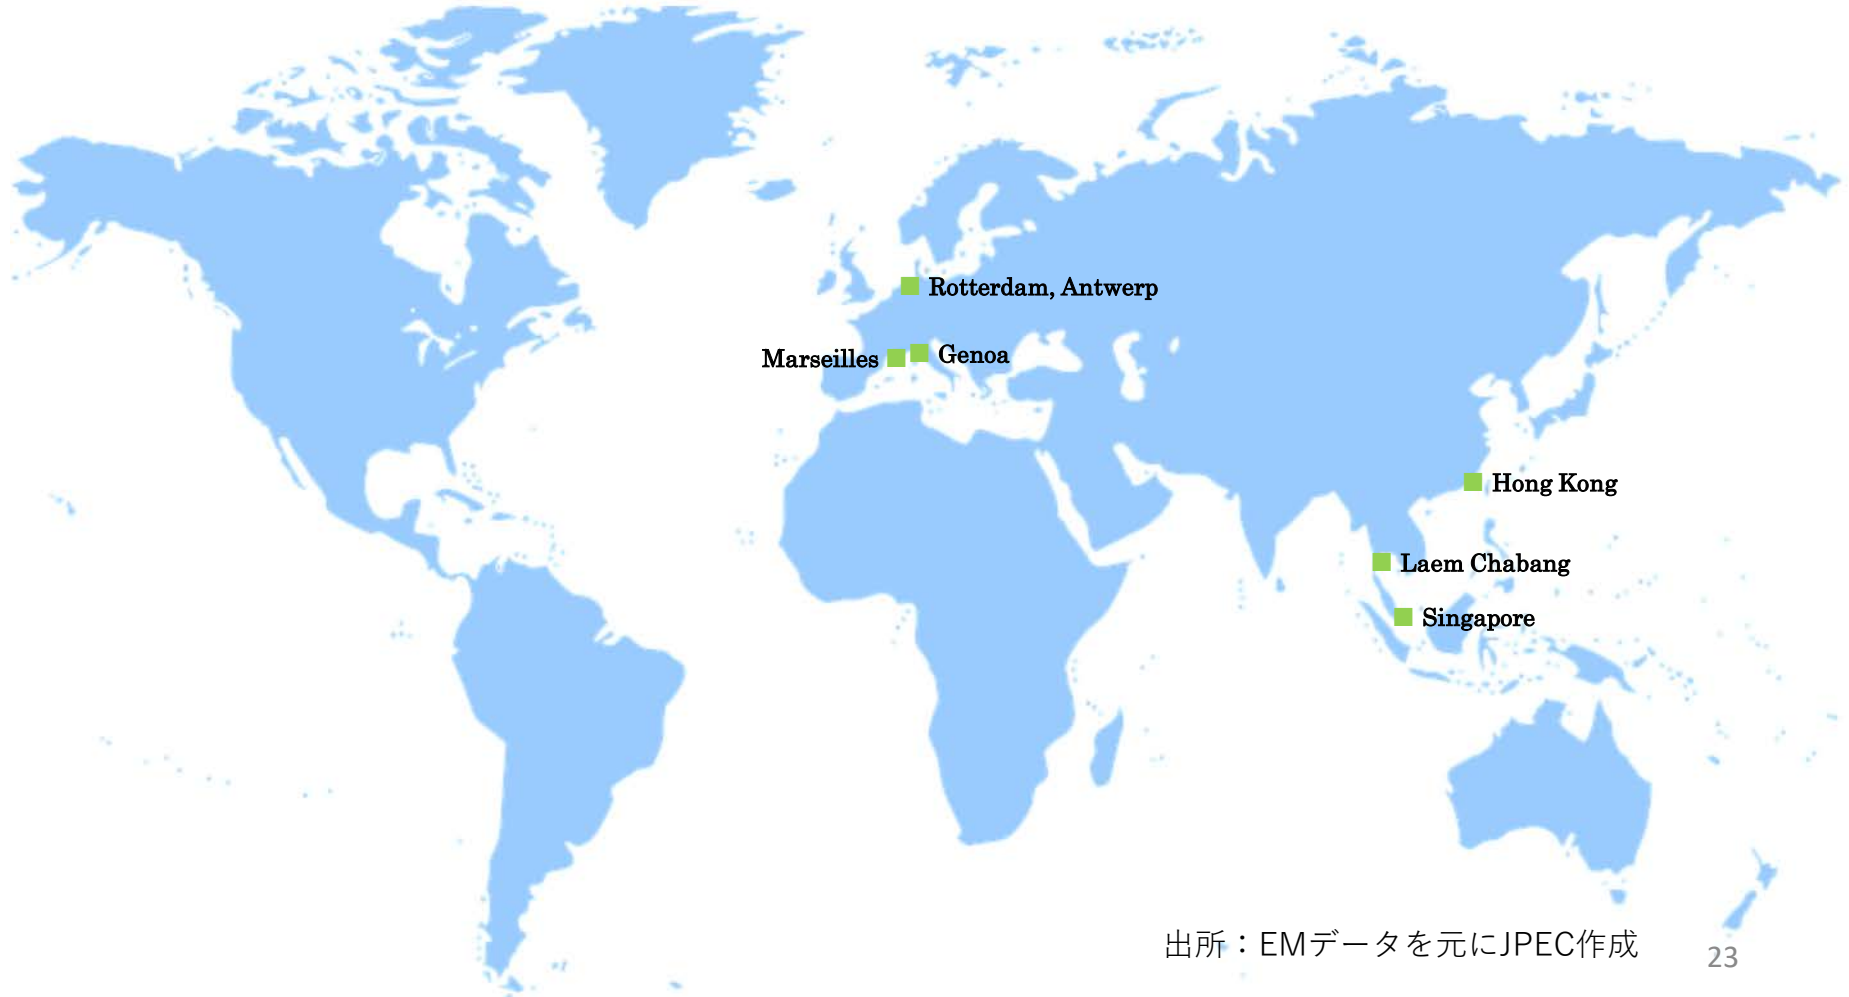 Rotterdam, Antwerp
Marseilles
Genoa
Hong Kong
Laem Chabang
Singapore
出所：EMデータを元にJPEC作成
23